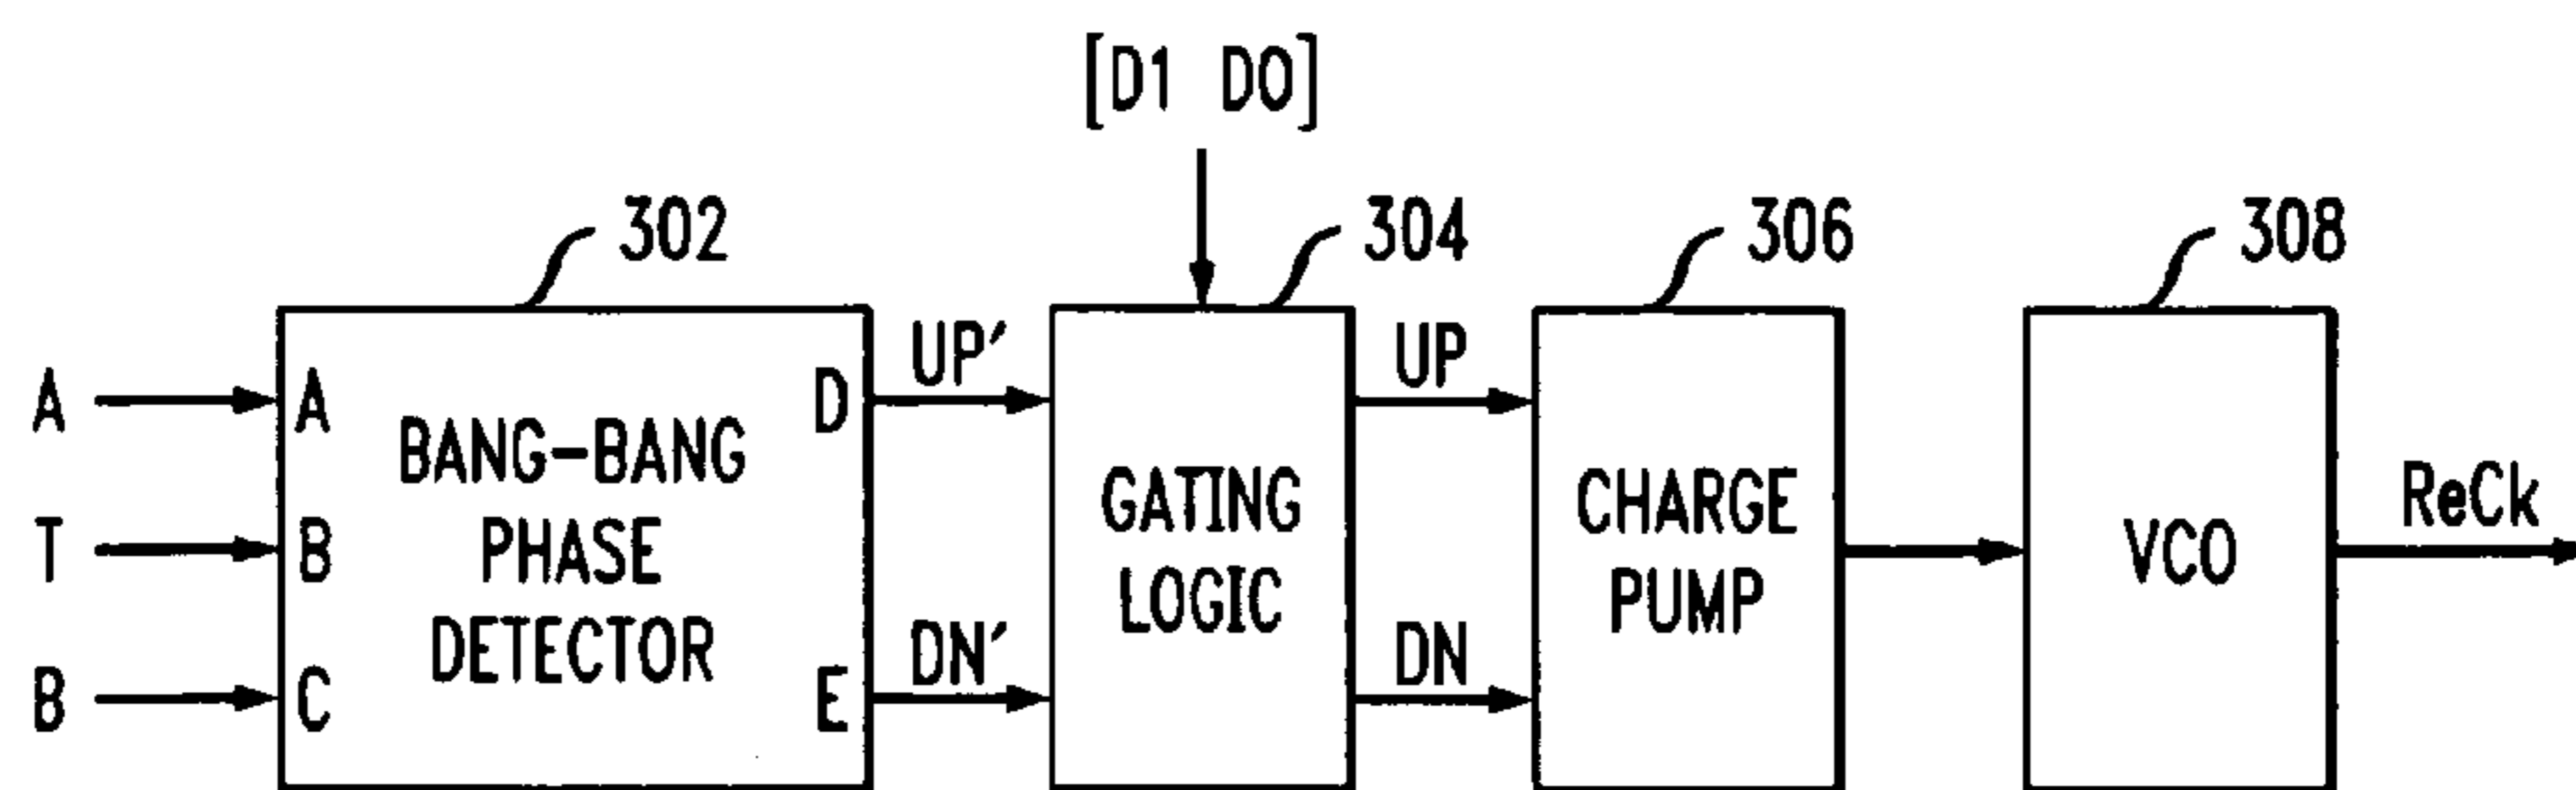 [D1 D0]
302
304
306
308
A
T
B
A
B
C
BANG-BANG
PHASE
DETECTOR
D
E
UP′
DN′
GATING
LOGIC
UP
DN
CHARGE
PUMP
VCO
ReCk